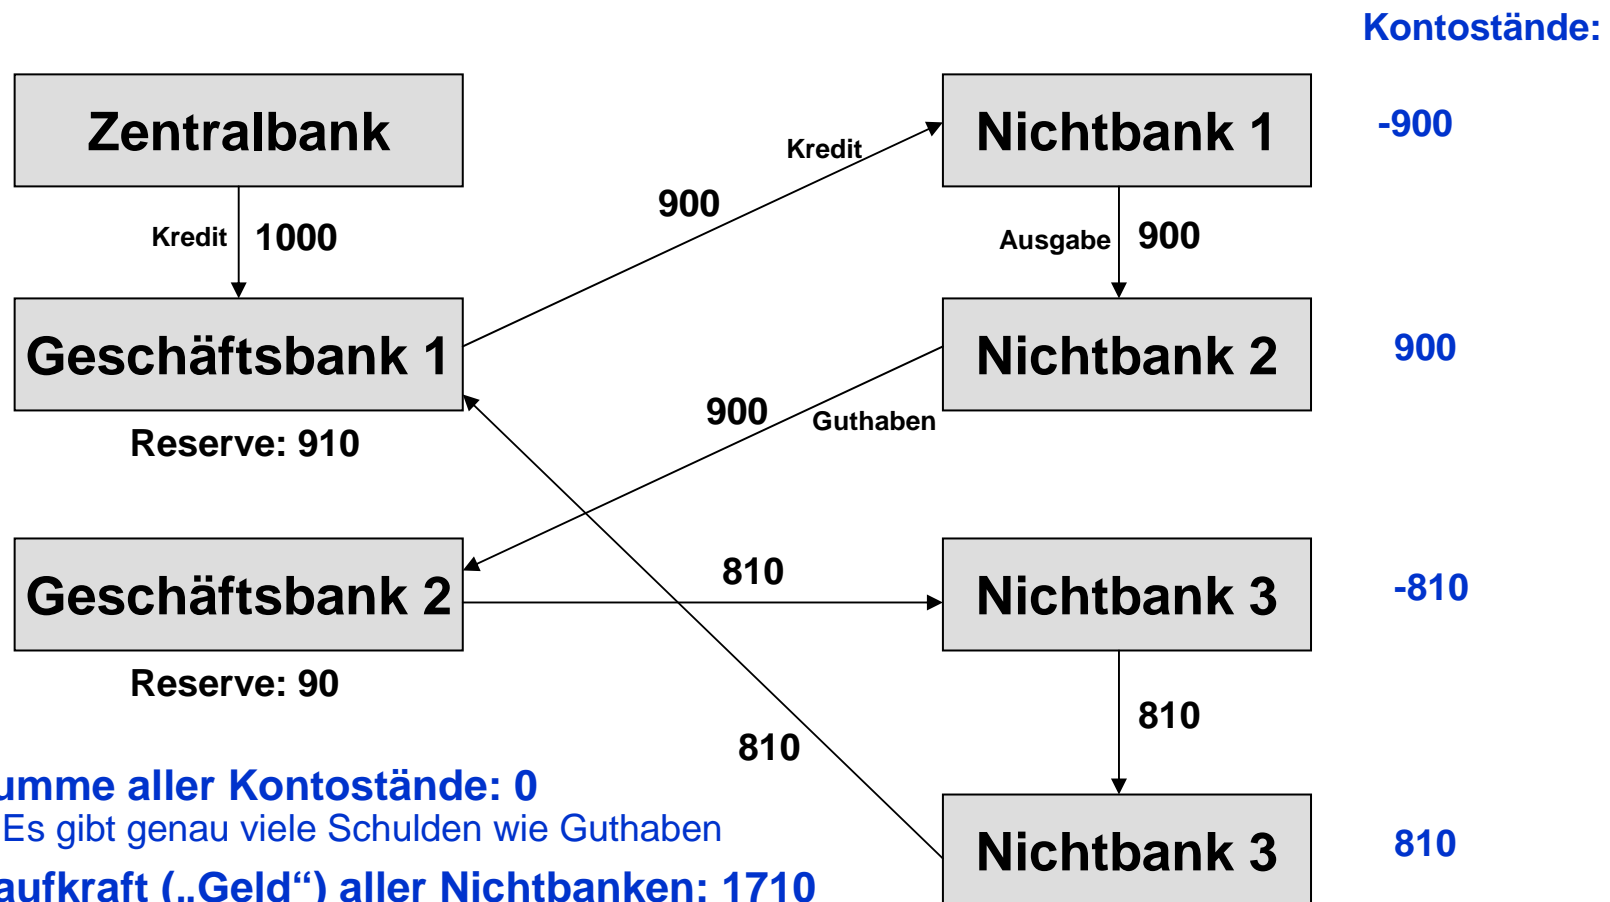 Kontostände:
Zentralbank
Nichtbank 1
-900
Kredit
900
Kredit 1000
Ausgabe 900
Geschäftsbank 1
Nichtbank 2
900
900
Guthaben
Reserve: 910
Geschäftsbank 2
810
Nichtbank 3
-810
Reserve: 90
810
810
umme aller Kontostände: 0
Es gibt genau viele Schulden wie Guthaben
Nichtbank 3
810
aufkraft („Geld“) aller Nichtbanken: 1710